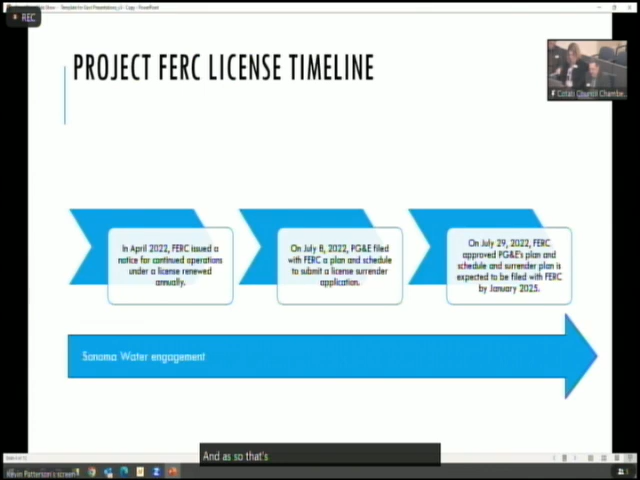 REC
PROJECT FERC LICENSE TIMELINE
Cotati Council Chambe...
In April 2022, FERC issued a
notice for continued operations
under a license renewed
annually.
On July 8, 2022, PG&E filed
with FERC a plan and schedule
to submit a license surrender
application.
On July 29, 2022, FERC
approved PG&E's plan and
schedule and surrender plan is
expected to be filed with FERC
by January 2025.
Sonoma Water engagement
And as so that's
Kevin Patterson's screen